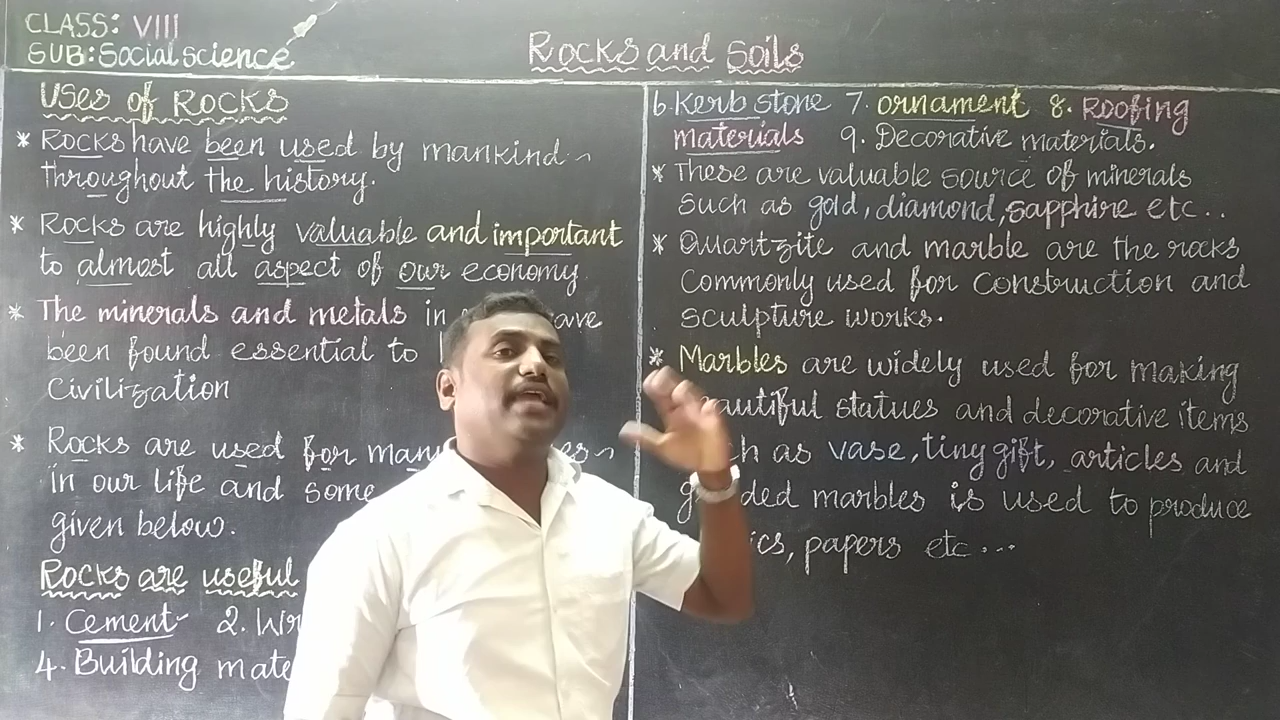 CLASS: VIII
SUB: Social science
Rocks and Soils
Uses of Rocks
* Rocks have been used by mankind
throughout the history.
* Rocks are highly valuable and important
to almost all aspect of our economy.
* The minerals and metals in
been found essential to
Civilization
* Rocks are used for
in our life and some
given below.
Rocks are useful
1. Cement 2.
4. Building
6. Kerb stone 7. ornament 8. Roofing
materials 9. Decorative materials.
* These are valuable source of minerals
such as gold, diamond, sapphire etc..
* Quartzite and marble are the rocks
Commonly used for construction and
sculpture works.
* Marbles are widely used for making
statues and decorative items
as vase, tiny gift, articles and
marbles is used to produce
papers etc...